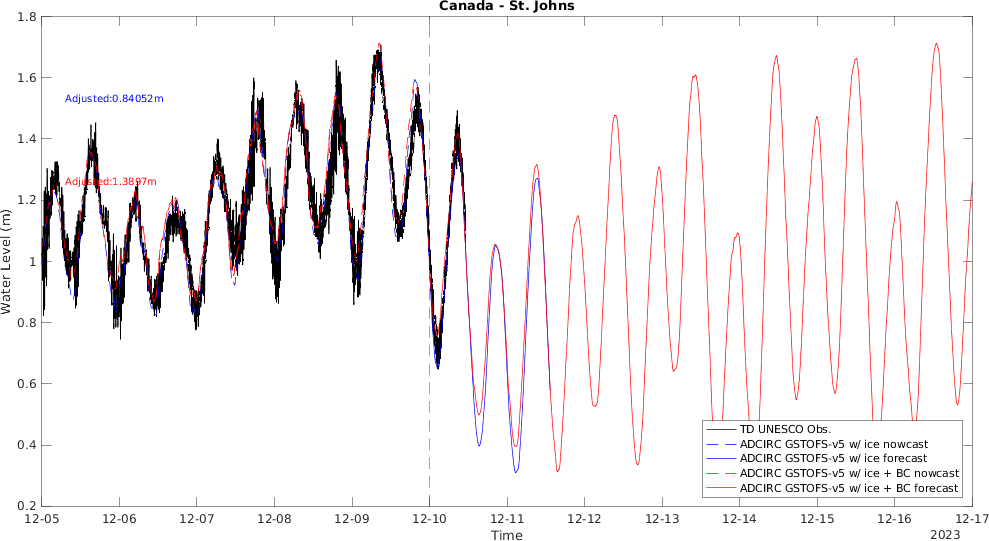 Canada - St. Johns
1.8
1.6
1.4
1.2
1
0.8
0.6
0.4
0.2
Water Level (m)
Adjusted:0.84052m
Adjusted:1.3897m
TD UNESCO Obs.
ADCIRC GSTOFS-v5 w/ ice nowcast
ADCIRC GSTOFS-v5 w/ ice forecast
ADCIRC GSTOFS-v5 w/ ice + BC nowcast
ADCIRC GSTOFS-v5 w/ ice + BC forecast
12-05 12-06 12-07 12-08 12-09 12-10 12-11 12-12 12-13 12-14 12-15 12-16 12-17
Time
2023